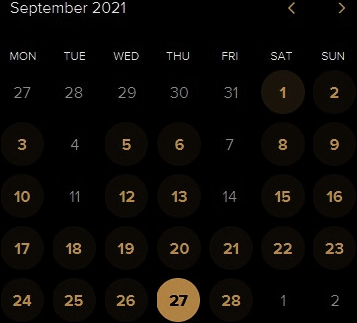 September 2021
MON TUE WED THU FRI SAT SUN
27 28 29 30 31 1 2
3 4 5 6 7 8 9
10 11 12 13 14 15 16
17 18 19 20 21 22 23
24 25 26 27 28 1 2